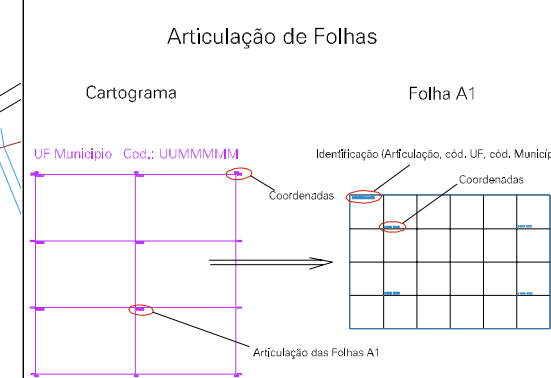 Articulação de Folhas
Cartograma
Folha A1
UF Municipio Cod.: UUMMMMM
Identificação (Articulação, cód. UF, cód. Municíp
Coordenadas
Coordenadas
Articulação das Folhas A1